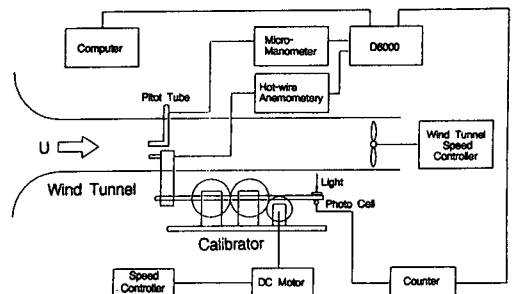 Computer
Micro-
Manometer
D6000
Pitot Tube
Hot-wire
Anemometery
U
Wind Tunnel
Speed
Controller
Wind Tunnel
Light
Photo Cell
Calibrator
Speed
Controller
DC Motor
Counter